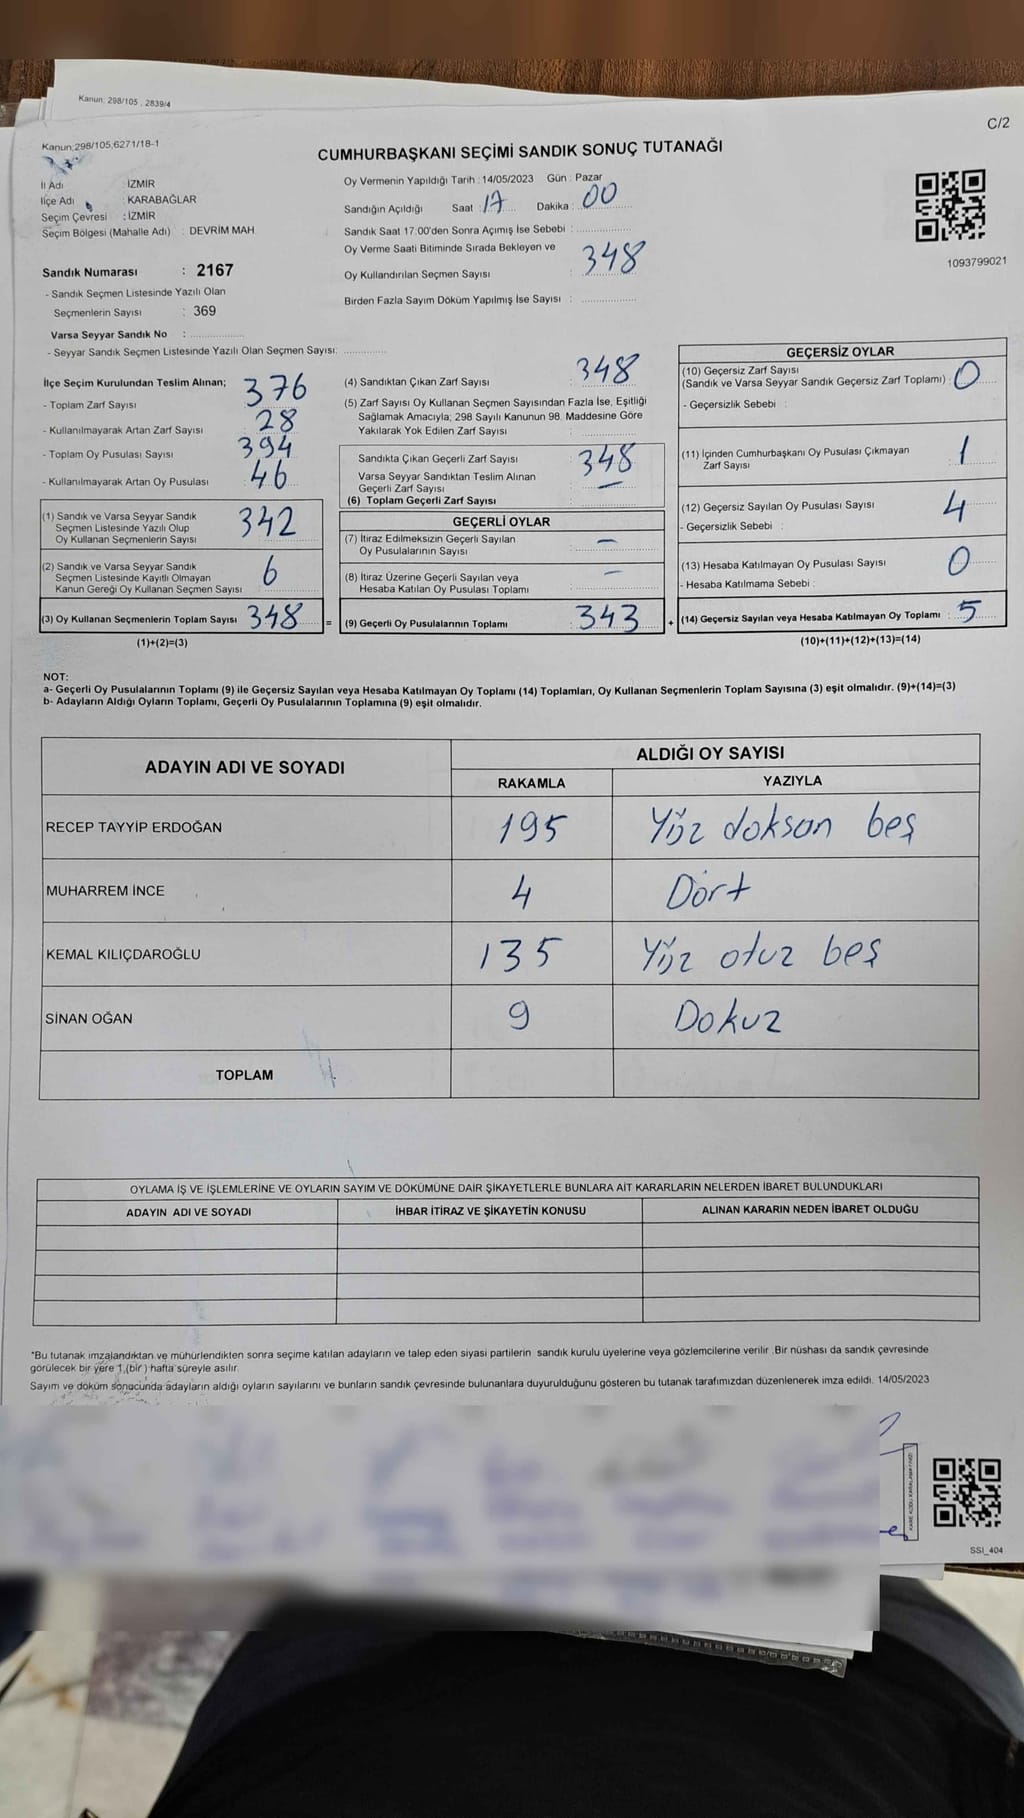 Kanun: 298/105 , 2839/4
C/2
Kanun:298/105,6271/18-1
CUMHURBAŞKANI SEÇİMİ SANDIK SONUÇ TUTANAĞI
İl Adı : İZMİR
İlçe Adı : KARABAĞLAR
Seçim Çevresi : İZMİR
Seçim Bölgesi (Mahalle Adı) : DEVRİM MAH
Oy Vermenin Yapıldığı Tarih : 14/05/2023 Gün : Pazar
Sandığın Açıldığı Saat : 17 Dakika : 00
Sandık Saat 17:00'den Sonra Açımış İse Sebebi :
Oy Verme Saati Bitiminde Sırada Bekleyen ve
Oy Kullandırılan Seçmen Sayısı : 348
Birden Fazla Sayım Döküm Yapılmış İse Sayısı :
1093799021
Sandık Numarası : 2167
- Sandık Seçmen Listesinde Yazılı Olan
Seçmenlerin Sayısı : 369
Varsa Seyyar Sandık No :
- Seyyar Sandık Seçmen Listesinde Yazılı Olan Seçmen Sayısı:
İlçe Seçim Kurulundan Teslim Alınan;
- Toplam Zarf Sayısı 376
- Kullanılmayarak Artan Zarf Sayısı 28
- Toplam Oy Pusulası Sayısı 394
- Kullanılmayarak Artan Oy Pusulası 46
(1) Sandık ve Varsa Seyyar Sandık
Seçmen Listesinde Yazılı Olup
Oy Kullanan Seçmenlerin Sayısı 342
(2) Sandık ve Varsa Seyyar Sandık
Seçmen Listesinde Kayıtlı Olmayan
Kanun Gereği Oy Kullanan Seçmen Sayısı 6
(3) Oy Kullanan Seçmenlerin Toplam Sayısı 348 =
(1)+(2)=(3)
(4) Sandıktan Çıkan Zarf Sayısı : 348
(5) Zarf Sayısı Oy Kullanan Seçmen Sayısından Fazla İse, Eşitliği
Sağlamak Amacıyla; 298 Sayılı Kanunun 98. Maddesine Göre
Yakılarak Yok Edilen Zarf Sayısı :
Sandıkta Çıkan Geçerli Zarf Sayısı : 348
Varsa Seyyar Sandıktan Teslim Alınan
Geçerli Zarf Sayısı : —
(6) Toplam Geçerli Zarf Sayısı
GEÇERLİ OYLAR
(7) İtiraz Edilmeksizin Geçerli Sayılan
Oy Pusulalarının Sayısı : —
(8) İtiraz Üzerine Geçerli Sayılan veya
Hesaba Katılan Oy Pusulası Toplamı : —
(9) Geçerli Oy Pusulalarının Toplamı 343 +
GEÇERSİZ OYLAR
(10) Geçersiz Zarf Sayısı
(Sandık ve Varsa Seyyar Sandık Geçersiz Zarf Toplamı) : 0
- Geçersizlik Sebebi :
(11) İçinden Cumhurbaşkanı Oy Pusulası Çıkmayan
Zarf Sayısı : 1
(12) Geçersiz Sayılan Oy Pusulası Sayısı : 4
- Geçersizlik Sebebi :
(13) Hesaba Katılmayan Oy Pusulası Sayısı : 0
- Hesaba Katılmama Sebebi :
(14) Geçersiz Sayılan veya Hesaba Katılmayan Oy Toplamı : 5
(10)+(11)+(12)+(13)=(14)
NOT:
a- Geçerli Oy Pusulalarının Toplamı (9) ile Geçersiz Sayılan veya Hesaba Katılmayan Oy Toplamı (14) Toplamları, Oy Kullanan Seçmenlerin Toplam Sayısına (3) eşit olmalıdır. (9)+(14)=(3)
b- Adayların Aldığı Oyların Toplamı, Geçerli Oy Pusulalarının Toplamına (9) eşit olmalıdır.
ADAYIN ADI VE SOYADI
ALDIĞI OY SAYISI
RAKAMLA YAZIYLA
RECEP TAYYİP ERDOĞAN 195 Yüz doksan beş
MUHARREM İNCE 4 Dört
KEMAL KILIÇDAROĞLU 135 Yüz otuz beş
SİNAN OĞAN 9 Dokuz
TOPLAM
OYLAMA İŞ VE İŞLEMLERİNE VE OYLARIN SAYIM VE DÖKÜMÜNE DAİR ŞİKAYETLERLE BUNLARA AİT KARARLARIN NELERDEN İBARET BULUNDUKLARI
ADAYIN ADI VE SOYADI İHBAR İTİRAZ VE ŞİKAYETİN KONUSU ALINAN KARARIN NEDEN İBARET OLDUĞU
*Bu tutanak imzalandıktan ve mühürlendikten sonra seçime katılan adayların ve talep eden siyasi partilerin sandık kurulu üyelerine veya gözlemcilerine verilir .Bir nüshası da sandık çevresinde
görülecek bir yere 1.(bir ) hafta süreyle asılır.
Sayım ve döküm sonucunda adayların aldığı oyların sayılarını ve bunların sandık çevresinde bulunanlara duyurulduğunu gösteren bu tutanak tarafımızdan düzenlenerek imza edildi. 14/05/2023
SSI_404